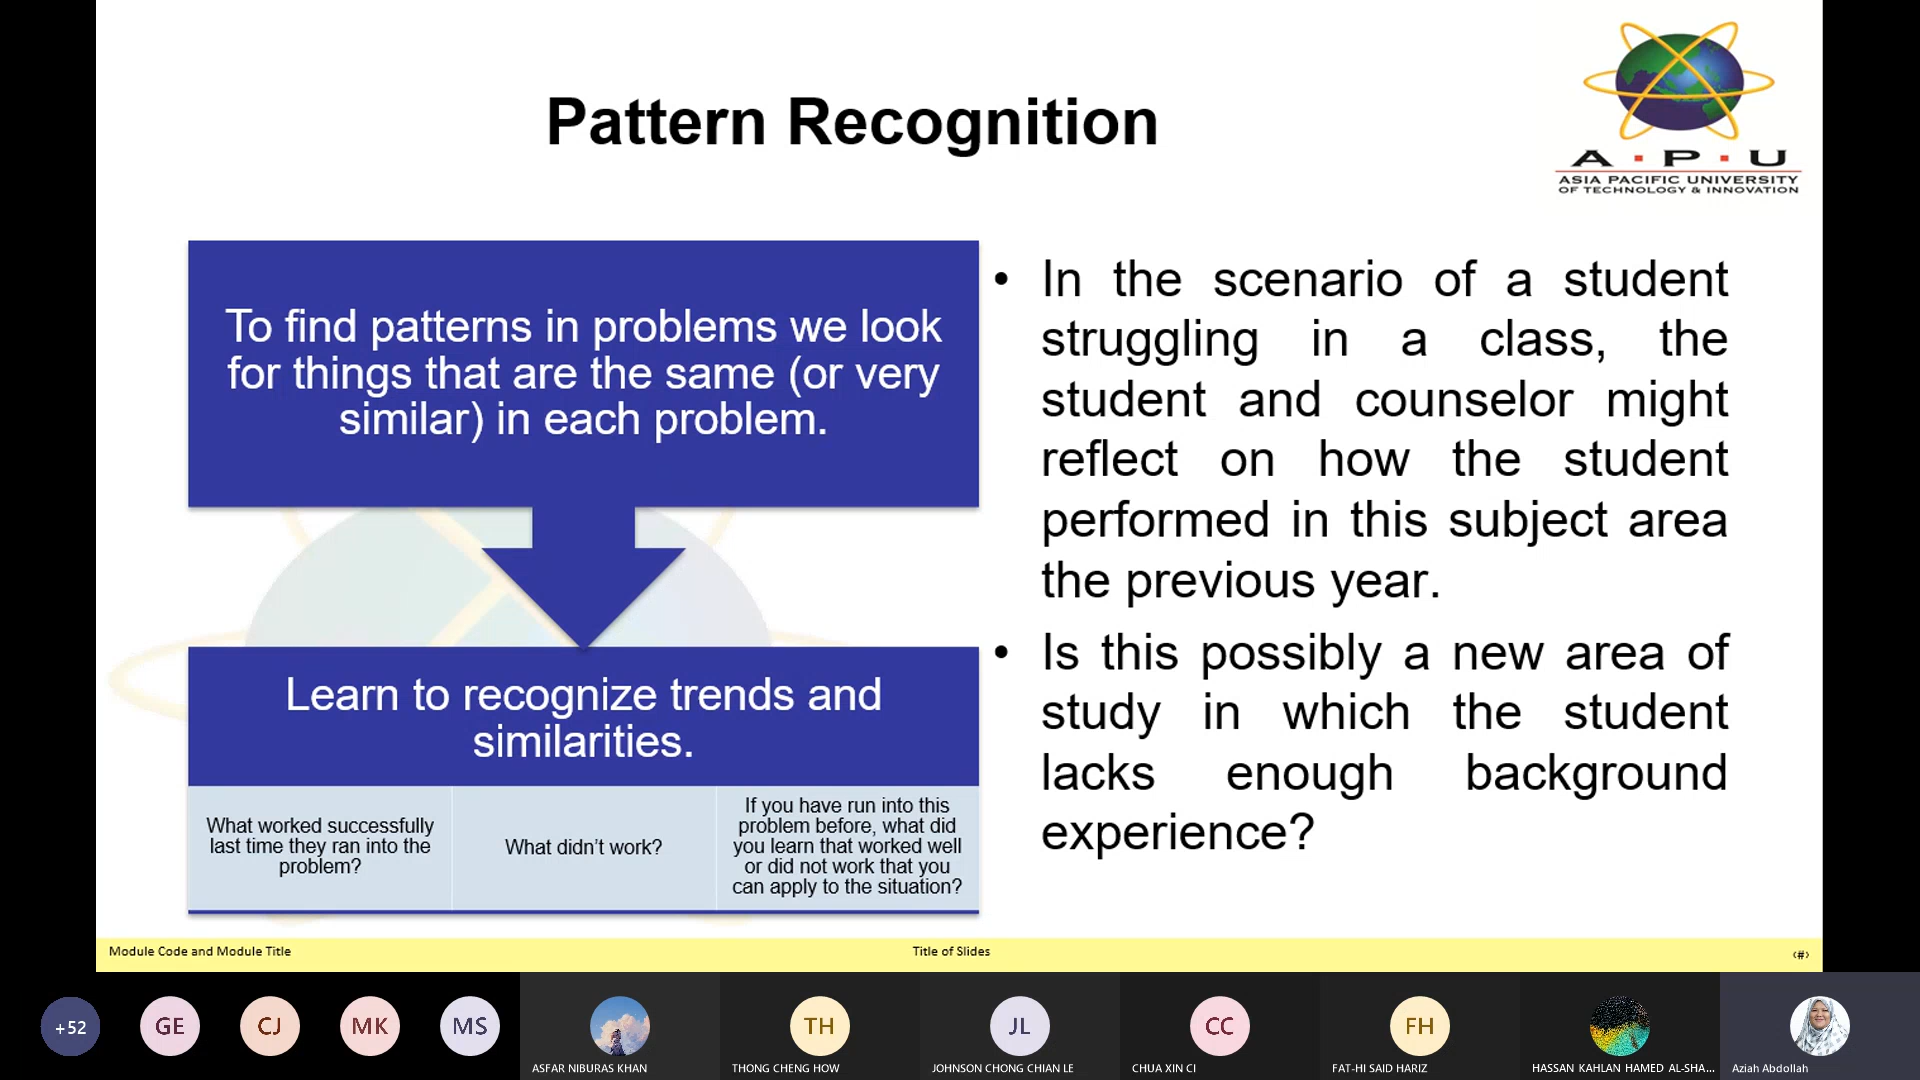 Pattern Recognition
A · P · U
ASIA PACIFIC UNIVERSITY
OF TECHNOLOGY & INNOVATION
To find patterns in problems we look
for things that are the same (or very
similar) in each problem.
Learn to recognize trends and
similarities.
What worked successfully
last time they ran into the
problem?
What didn't work?
If you have run into this
problem before, what did
you learn that worked well
or did not work that you
can apply to the situation?
• In the scenario of a student
struggling in a class, the
student and counselor might
reflect on how the student
performed in this subject area
the previous year.
• Is this possibly a new area of
study in which the student
lacks enough background
experience?
Module Code and Module Title
Title of Slides
‹#›
+52
GE
CJ
MK
MS
ASFAR NIBURAS KHAN
TH
THONG CHENG HOW
JL
JOHNSON CHONG CHIAN LE
CC
CHUA XIN CI
FH
FAT-HI SAID HARIZ
HASSAN KAHLAN HAMED AL-SHA...
Aziah Abdollah